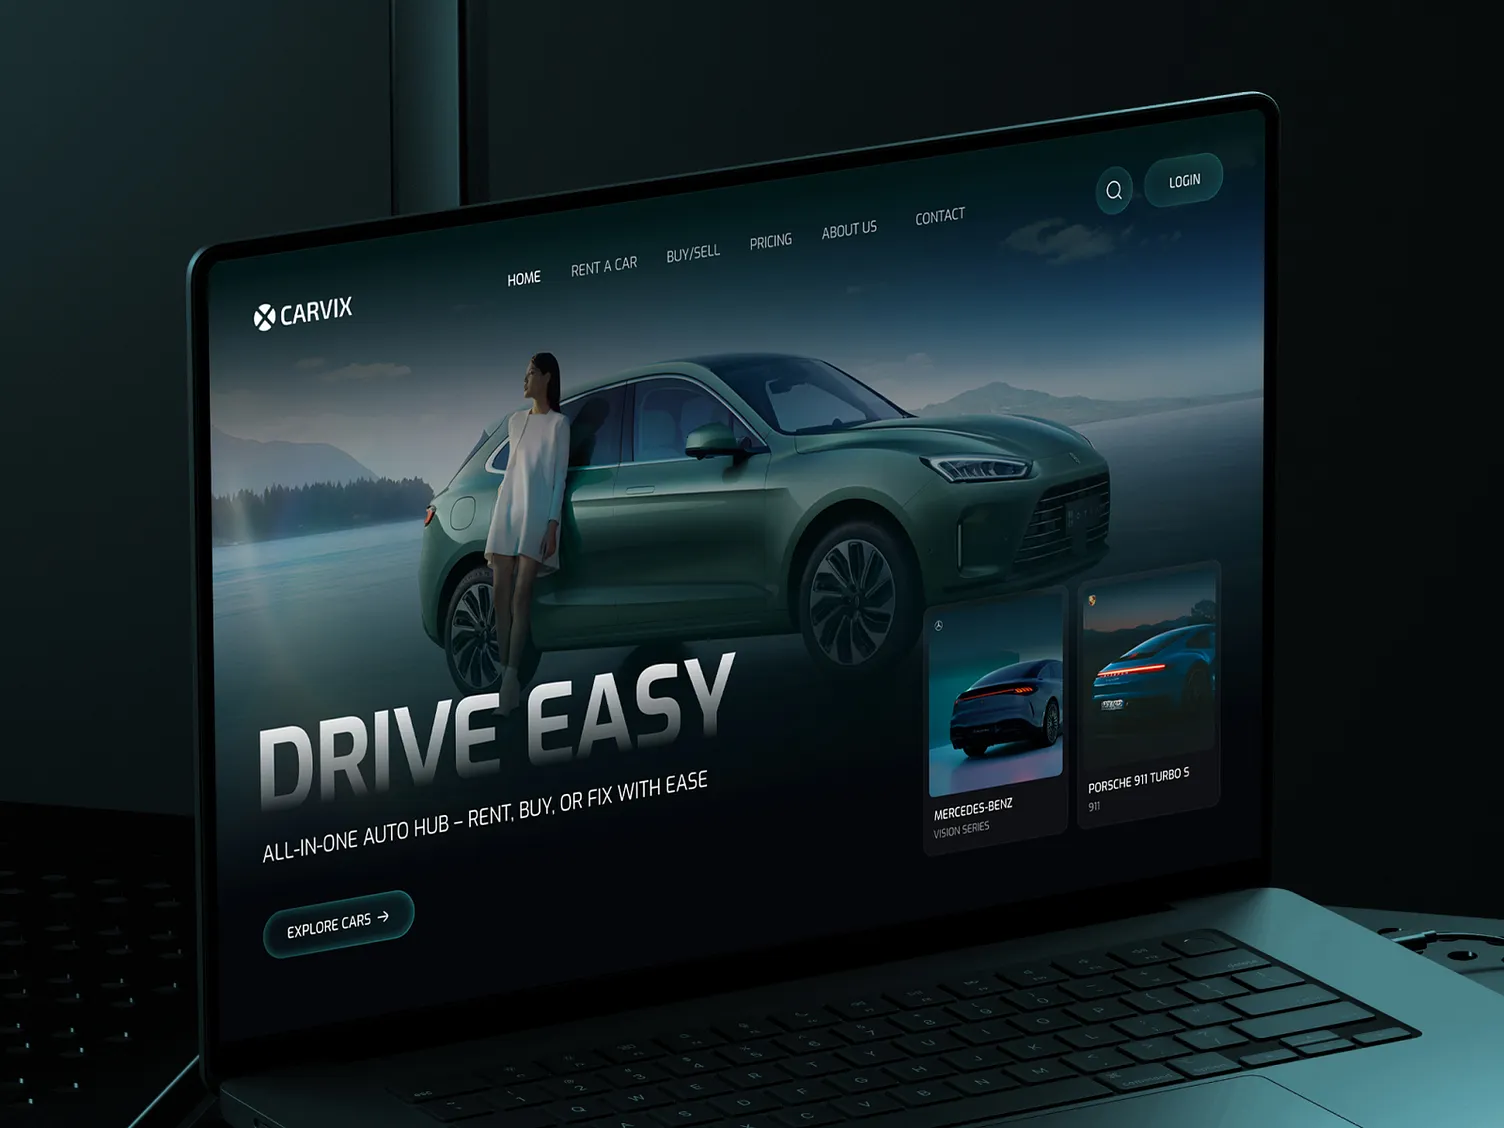 CARVIX
HOME
RENT A CAR
BUY/SELL
PRICING
ABOUT US
CONTACT
LOGIN
DRIVE EASY
ALL-IN-ONE AUTO HUB – RENT, BUY, OR FIX WITH EASE
EXPLORE CARS →
MERCEDES-BENZ
VISION SERIES
PORSCHE 911 TURBO S
911